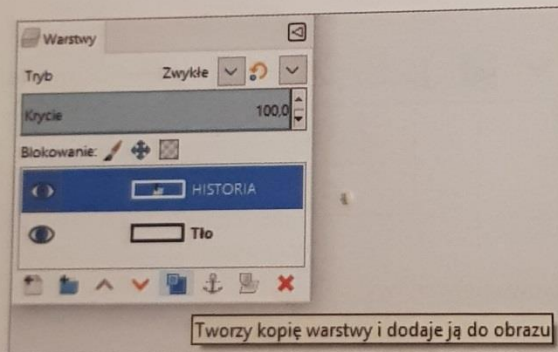 Warstwy
Tryb Zwykłe
Krycie 100,0
Blokowanie:
HISTORIA
Tło
Tworzy kopię warstwy i dodaje ją do obrazu